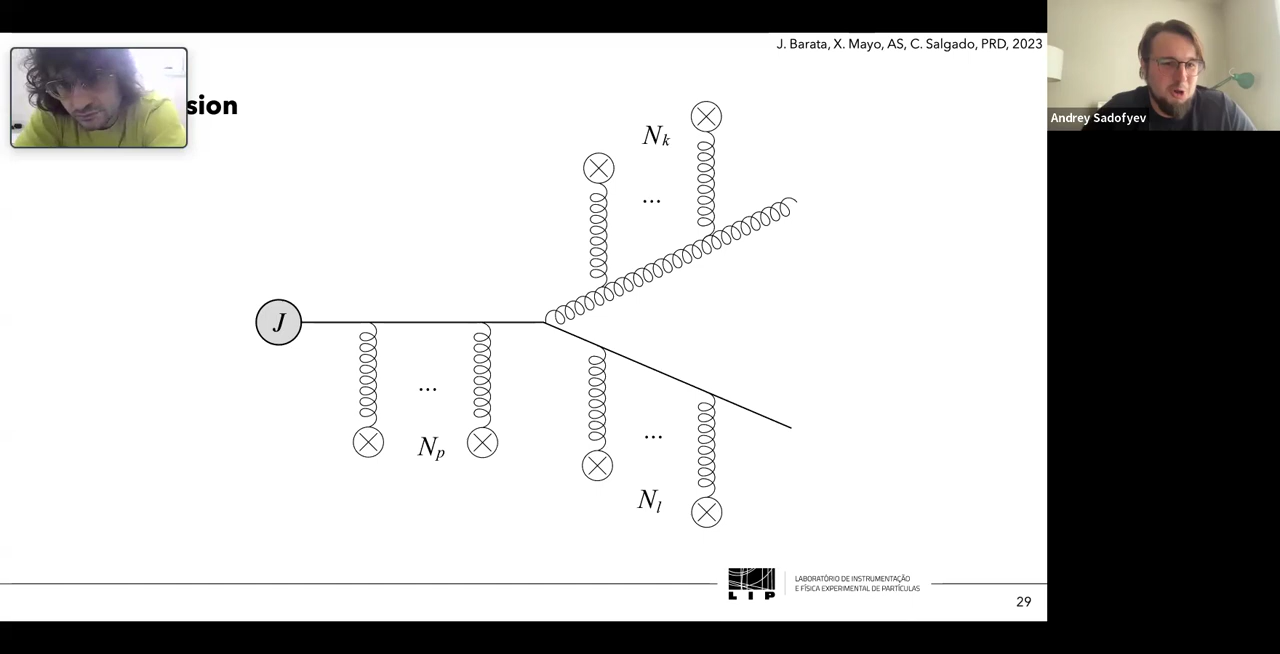 J. Barata, X. Mayo, AS, C. Salgado, PRD, 2023
sion
Andrey Sadofyev
N_k
...
J
...
N_p
...
N_l
LIP
LABORATÓRIO DE INSTRUMENTAÇÃO
E FÍSICA EXPERIMENTAL DE PARTÍCULAS
29